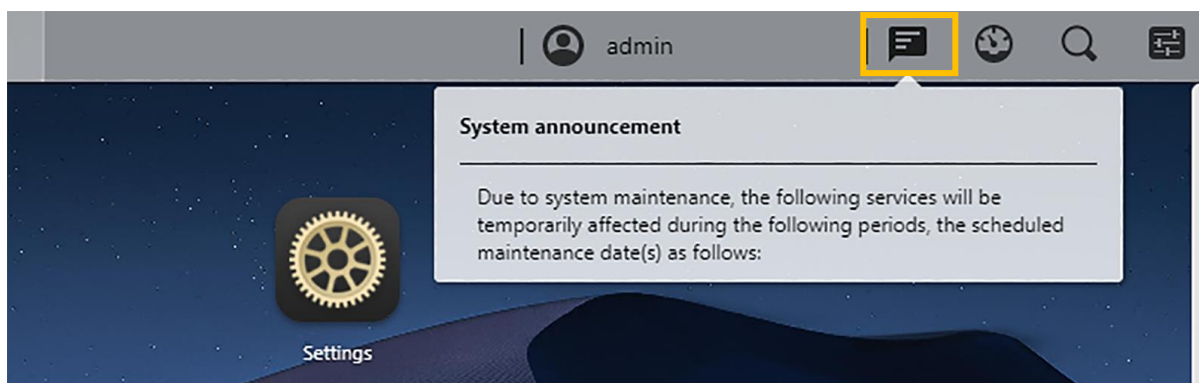 admin
System announcement
Due to system maintenance, the following services will be
temporarily affected during the following periods, the scheduled
maintenance date(s) as follows:
Settings